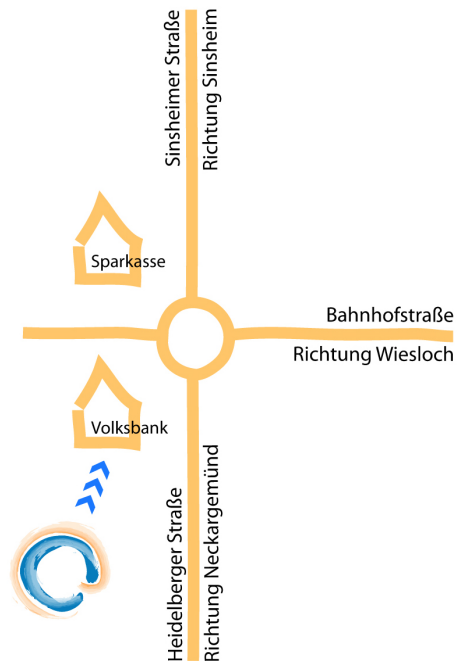 Sinsheimer Straße
Richtung Sinsheim
Sparkasse
Bahnhofstraße
Richtung Wiesloch
Volksbank
Heidelberger Straße
Richtung Neckargemünd